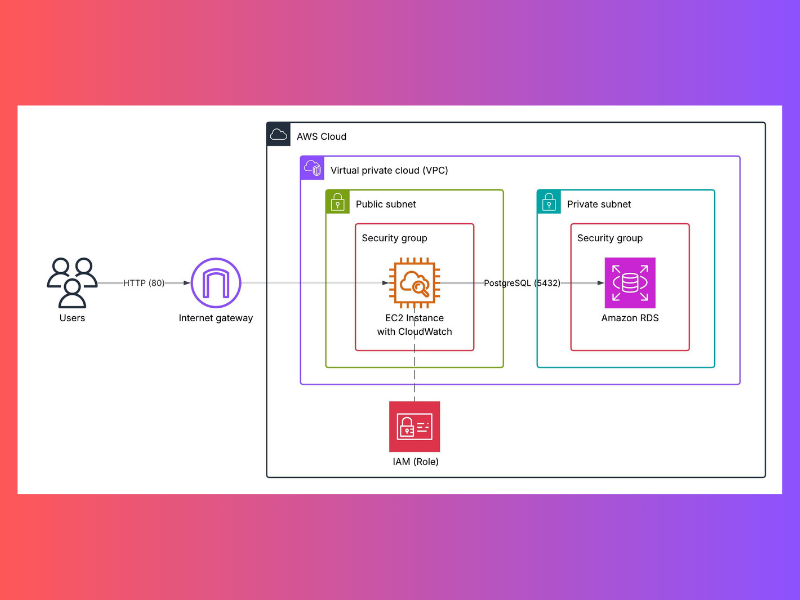 AWS Cloud
Virtual private cloud (VPC)
Public subnet
Private subnet
Security group
Security group
HTTP (80)
PostgreSQL (5432)
Users
Internet gateway
EC2 Instance
with CloudWatch
Amazon RDS
IAM (Role)